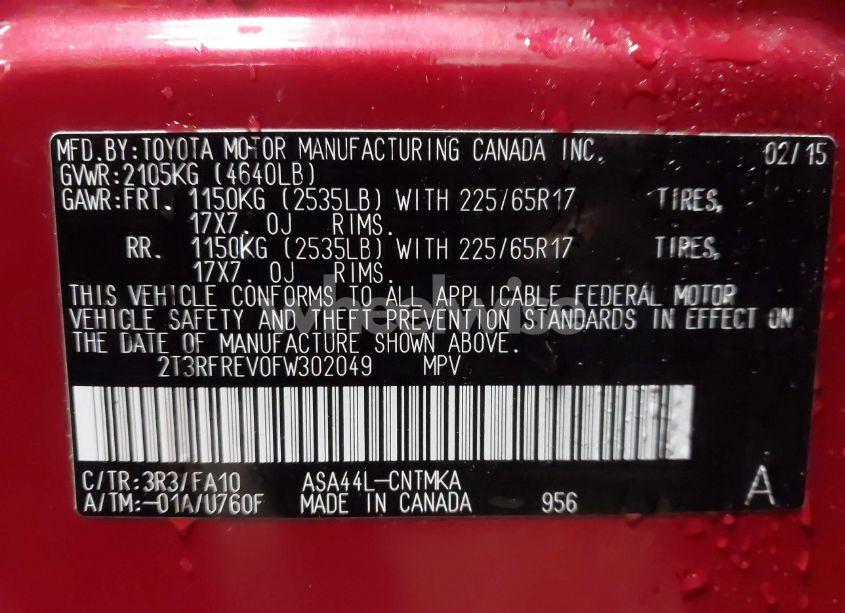 MFD.BY:TOYOTA MOTOR MANUFACTURING CANADA INC. 02/15
GVWR:2105KG (4640LB)
GAWR:FRT. 1150KG (2535LB) WITH 225/65R17 TIRES,
17X7.0J RIMS.
RR. 1150KG (2535LB) WITH 225/65R17 TIRES,
17X7.0J RIMS.
THIS VEHICLE CONFORMS TO ALL APPLICABLE FEDERAL MOTOR
VEHICLE SAFETY AND THEFT PREVENTION STANDARDS IN EFFECT ON
THE DATE OF MANUFACTURE SHOWN ABOVE.
2T3RFREV0FW302049 MPV
C/TR:3R3/FA10 ASA44L-CNTMKA
A/TM:-01A/U760F MADE IN CANADA 956 A